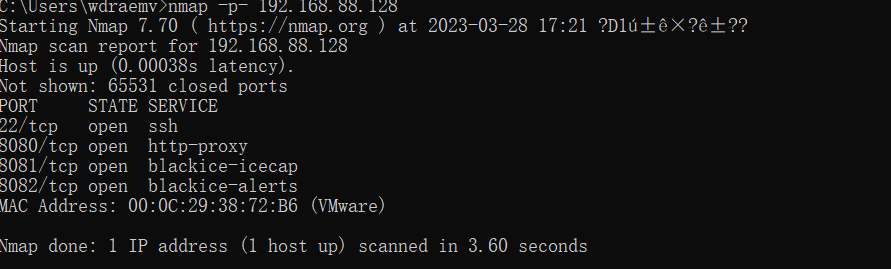 C:\Users\wdraemv>nmap -p- 192.168.88.128
Starting Nmap 7.70 ( https://nmap.org ) at 2023-03-28 17:21 ?D1ú±ê×?ê±??
Nmap scan report for 192.168.88.128
Host is up (0.00038s latency).
Not shown: 65531 closed ports
PORT     STATE SERVICE
22/tcp   open  ssh
8080/tcp open  http-proxy
8081/tcp open  blackice-icecap
8082/tcp open  blackice-alerts
MAC Address: 00:0C:29:38:72:B6 (VMware)
Nmap done: 1 IP address (1 host up) scanned in 3.60 seconds